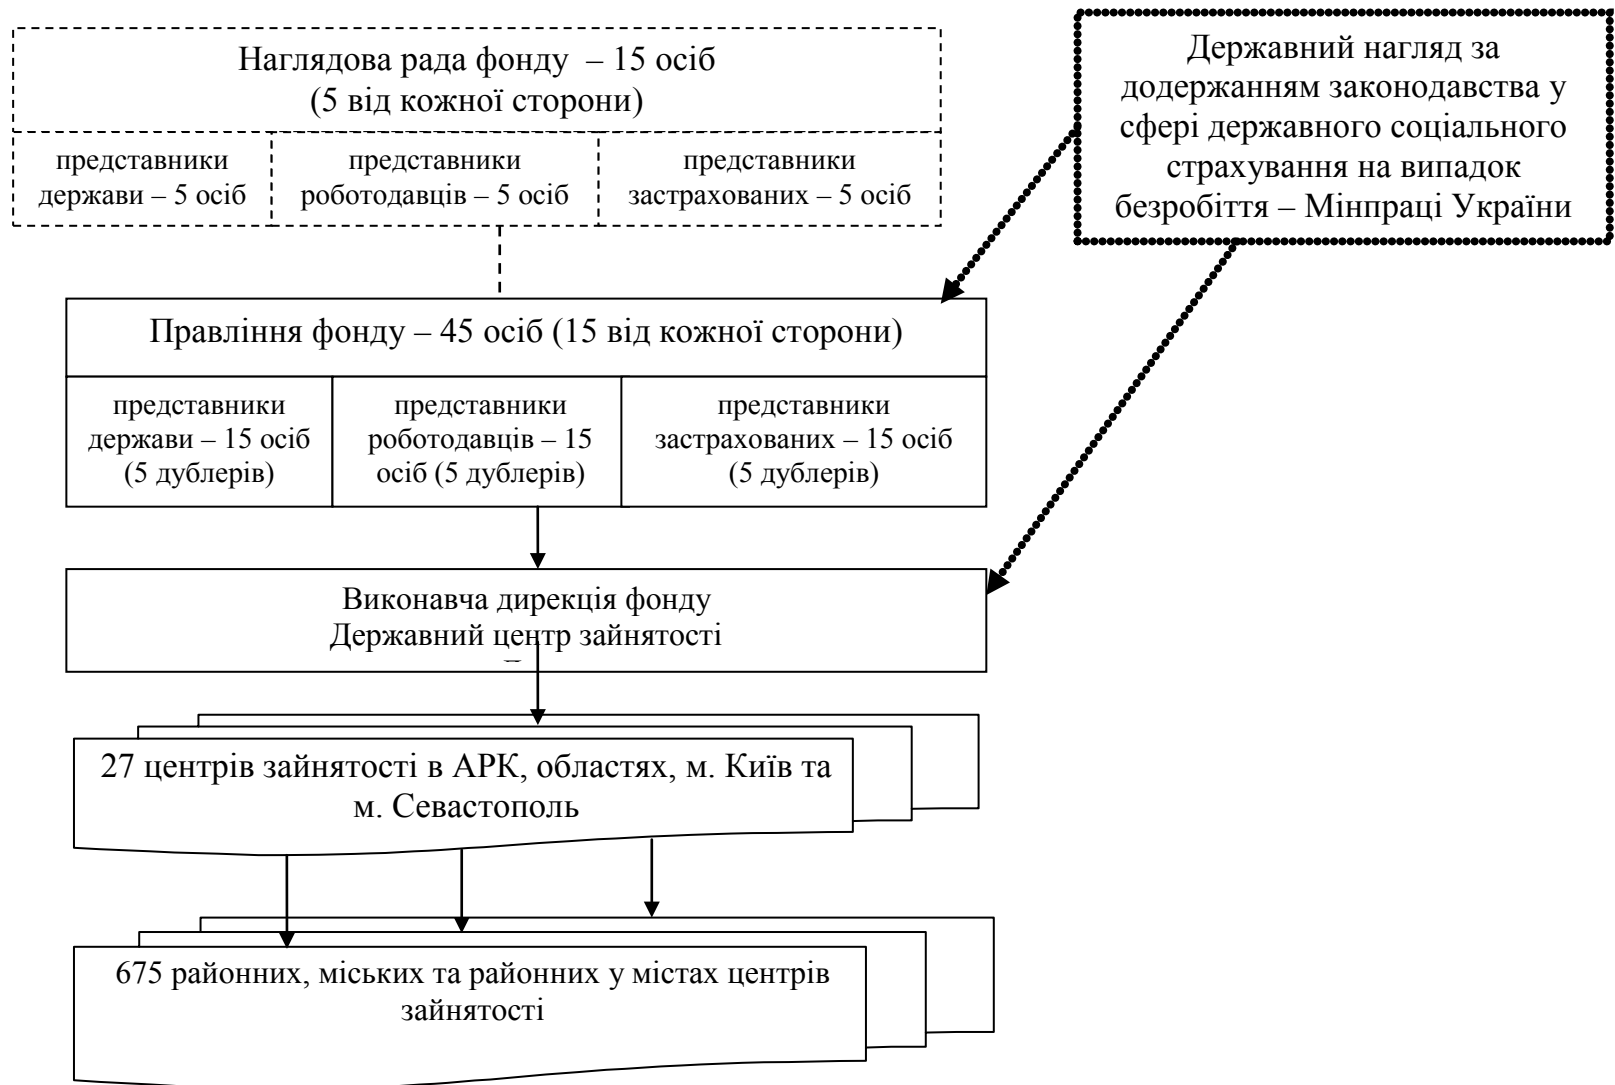 Наглядова рада фонду – 15 осіб
(5 від кожної сторони)
представники
держави – 5 осіб
представники
роботодавців – 5 осіб
представники
застрахованих – 5 осіб
Державний нагляд за
додержанням законодавства у
сфері державного соціального
страхування на випадок
безробіття – Мінпраці України
Правління фонду – 45 осіб (15 від кожної сторони)
представники
держави – 15 осіб
(5 дублерів)
представники
роботодавців – 15
осіб (5 дублерів)
представники
застрахованих – 15 осіб
(5 дублерів)
Виконавча дирекція фонду
Державний центр зайнятості
27 центрів зайнятості в АРК, областях, м. Київ та
м. Севастополь
675 районних, міських та районних у містах центрів
зайнятості